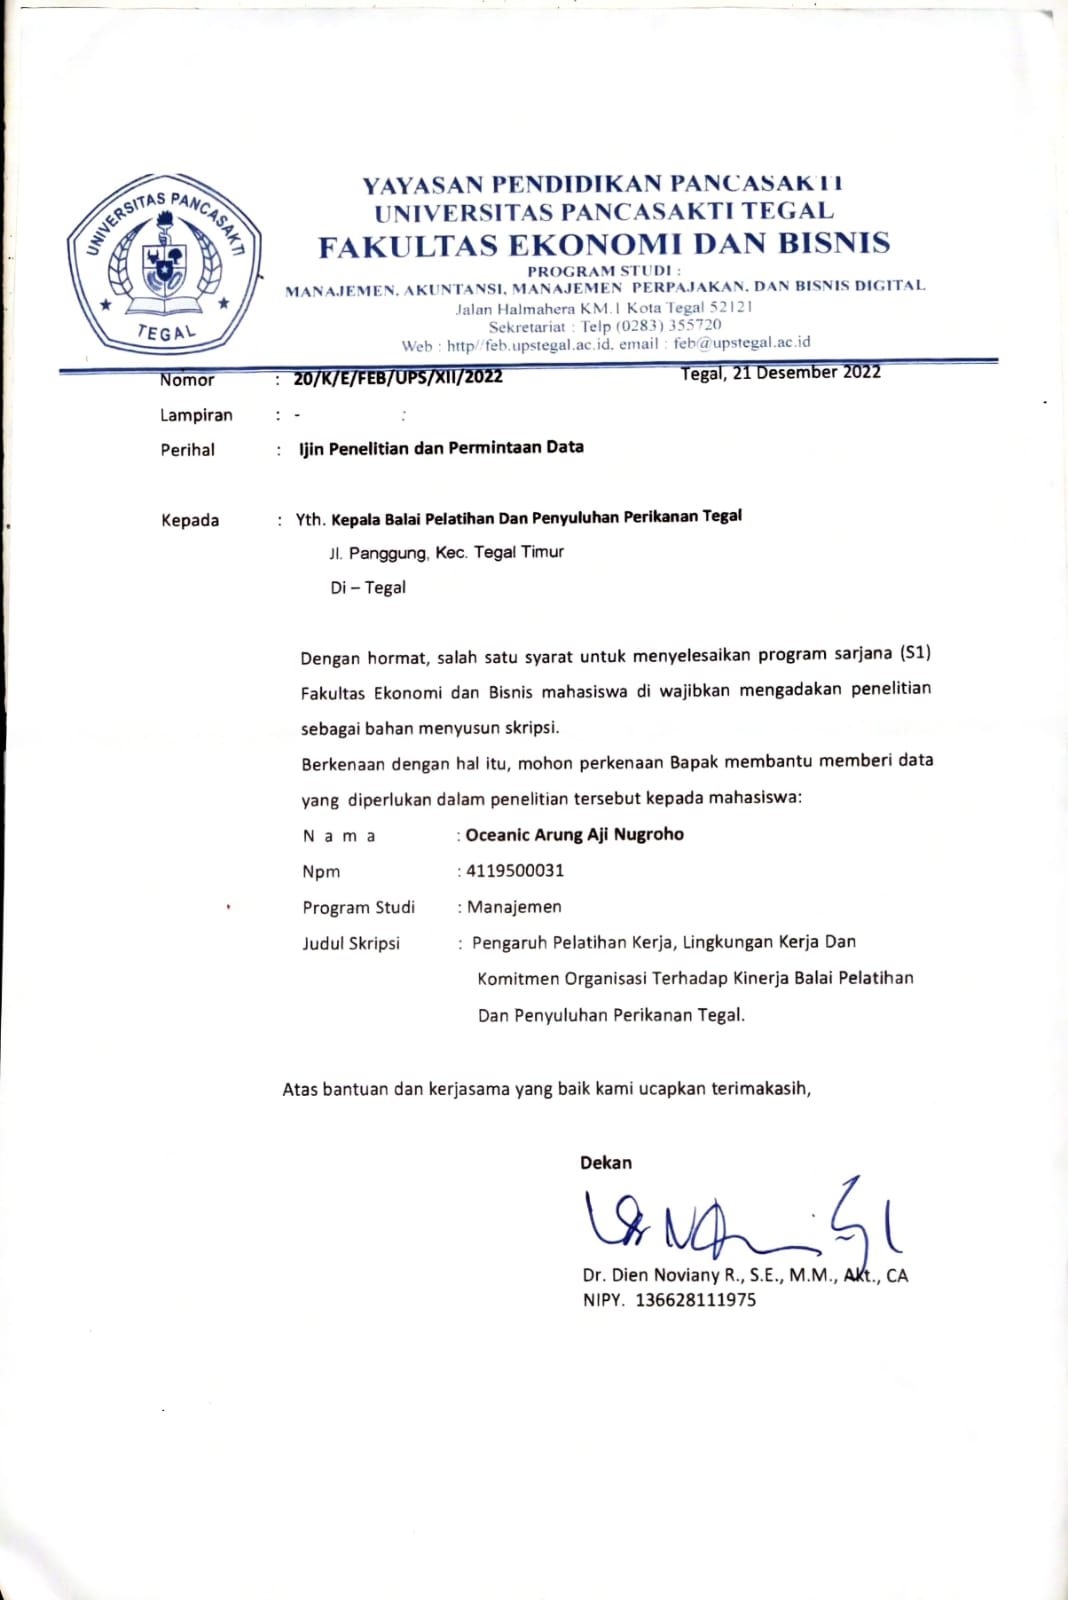 UNIVERSITAS PANCASAKTI
TEGAL
YAYASAN PENDIDIKAN PANCASAKTI
UNIVERSITAS PANCASAKTI TEGAL
FAKULTAS EKONOMI DAN BISNIS
PROGRAM STUDI :
MANAJEMEN, AKUNTANSI, MANAJEMEN PERPAJAKAN, DAN BISNIS DIGITAL
Jalan Halmahera KM.1 Kota Tegal 52121
Sekretariat : Telp (0283) 355720
Web : http//feb.upstegal.ac.id, email : feb@upstegal.ac.id
Nomor : 20/K/E/FEB/UPS/XII/2022 Tegal, 21 Desember 2022
Lampiran : - :
Perihal : Ijin Penelitian dan Permintaan Data
Kepada : Yth. Kepala Balai Pelatihan Dan Penyuluhan Perikanan Tegal
Jl. Panggung, Kec. Tegal Timur
Di – Tegal
Dengan hormat, salah satu syarat untuk menyelesaikan program sarjana (S1)
Fakultas Ekonomi dan Bisnis mahasiswa di wajibkan mengadakan penelitian
sebagai bahan menyusun skripsi.
Berkenaan dengan hal itu, mohon perkenaan Bapak membantu memberi data
yang diperlukan dalam penelitian tersebut kepada mahasiswa:
N a m a : Oceanic Arung Aji Nugroho
Npm : 4119500031
Program Studi : Manajemen
Judul Skripsi : Pengaruh Pelatihan Kerja, Lingkungan Kerja Dan
Komitmen Organisasi Terhadap Kinerja Balai Pelatihan
Dan Penyuluhan Perikanan Tegal.
Atas bantuan dan kerjasama yang baik kami ucapkan terimakasih,
Dekan
Dr. Dien Noviany R., S.E., M.M., Akt., CA
NIPY. 136628111975